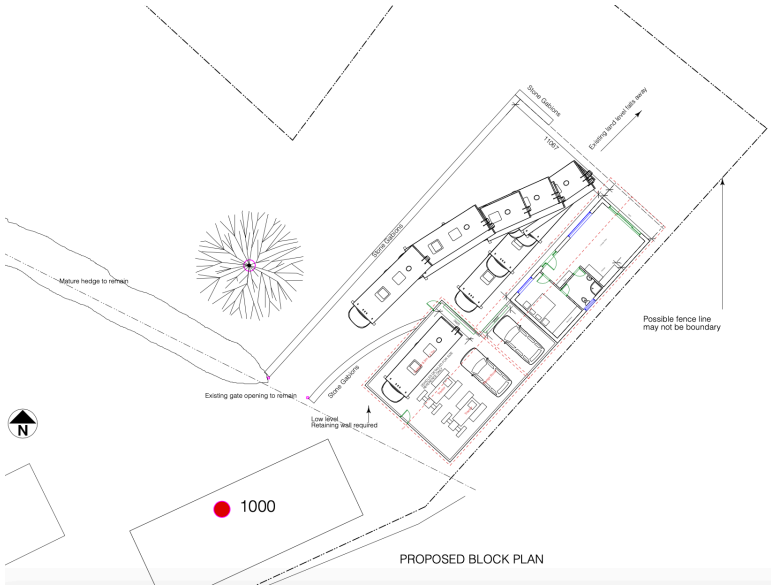 Stone Gabions
Existing land level falls away
11067
Stone Gabions
Mature hedge to remain
Possible fence line
may not be boundary
Stone Gabions
Existing gate opening to remain
Low level
Retaining wall required
N
1000
PROPOSED BLOCK PLAN